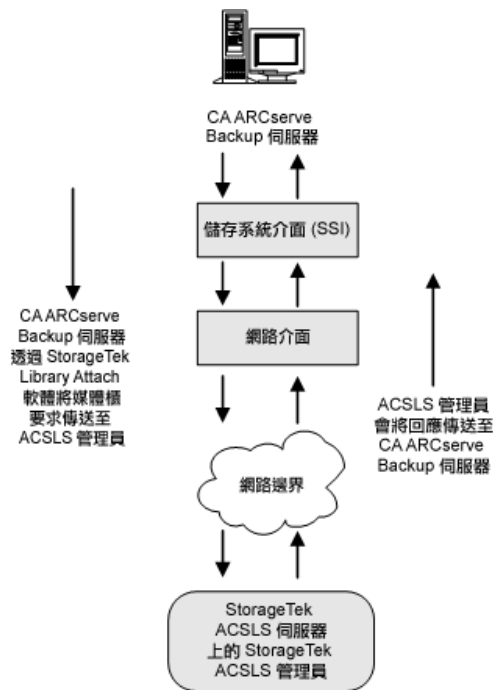 CA ARCserve
Backup 伺服器
儲存系統介面 (SSI)
網路介面
網路邊界
StorageTek
ACSLS 伺服器
上的 StorageTek
ACSLS 管理員
CA ARCserve
Backup 伺服器
透過 StorageTek
Library Attach
軟體將媒體櫃
要求傳送至
ACSLS 管理員
ACSLS 管理員
會將回應傳送至
CA ARCserve
Backup 伺服器